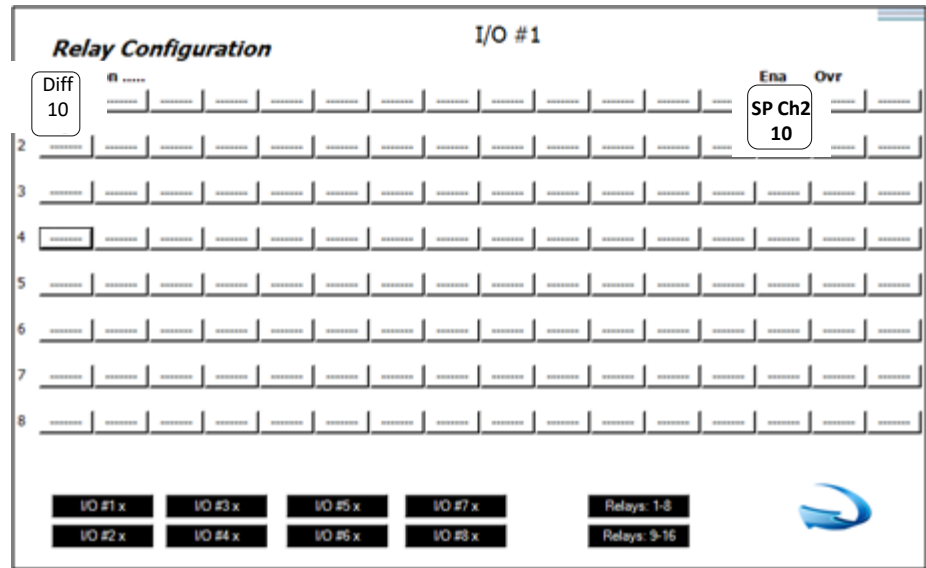 I/O #1
Relay Configuration
n .....
Ena Ovr
Diff
10
SP Ch2
10
2
3
4
5
6
7
8
I/O #1 x I/O #3 x I/O #5 x I/O #7 x Relays: 1-8
I/O #2 x I/O #4 x I/O #6 x I/O #8 x Relays: 9-16